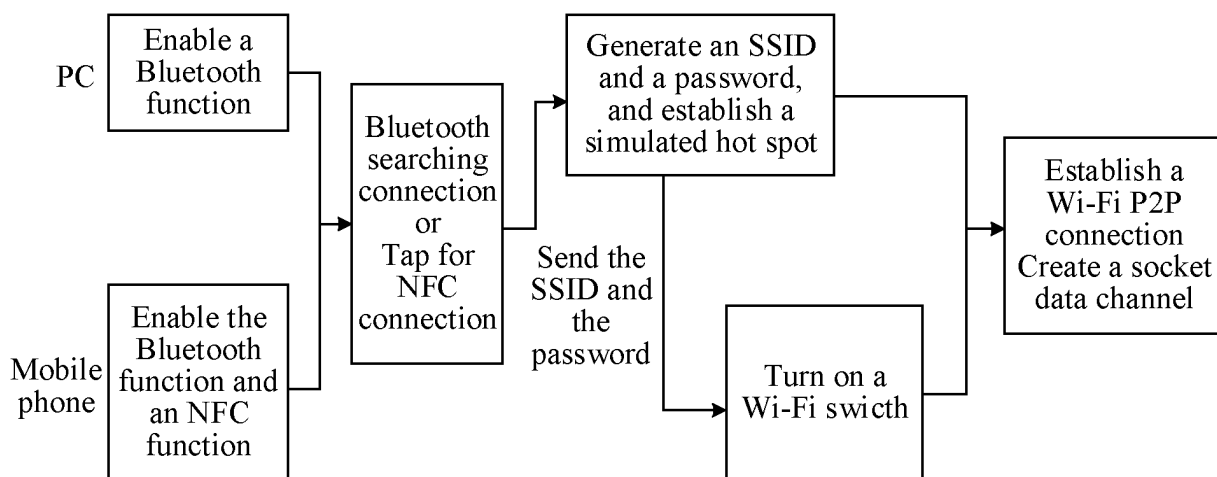 PC
Enable a
Bluetooth
function
Mobile
phone
Enable the
Bluetooth
function and
an NFC
function
Bluetooth
searching
connection
or
Tap for
NFC
connection
Generate an SSID
and a password,
and establish a
simulated hot spot
Send the
SSID and
the
password
Turn on a
Wi-Fi swicth
Establish a
Wi-Fi P2P
connection
Create a socket
data channel